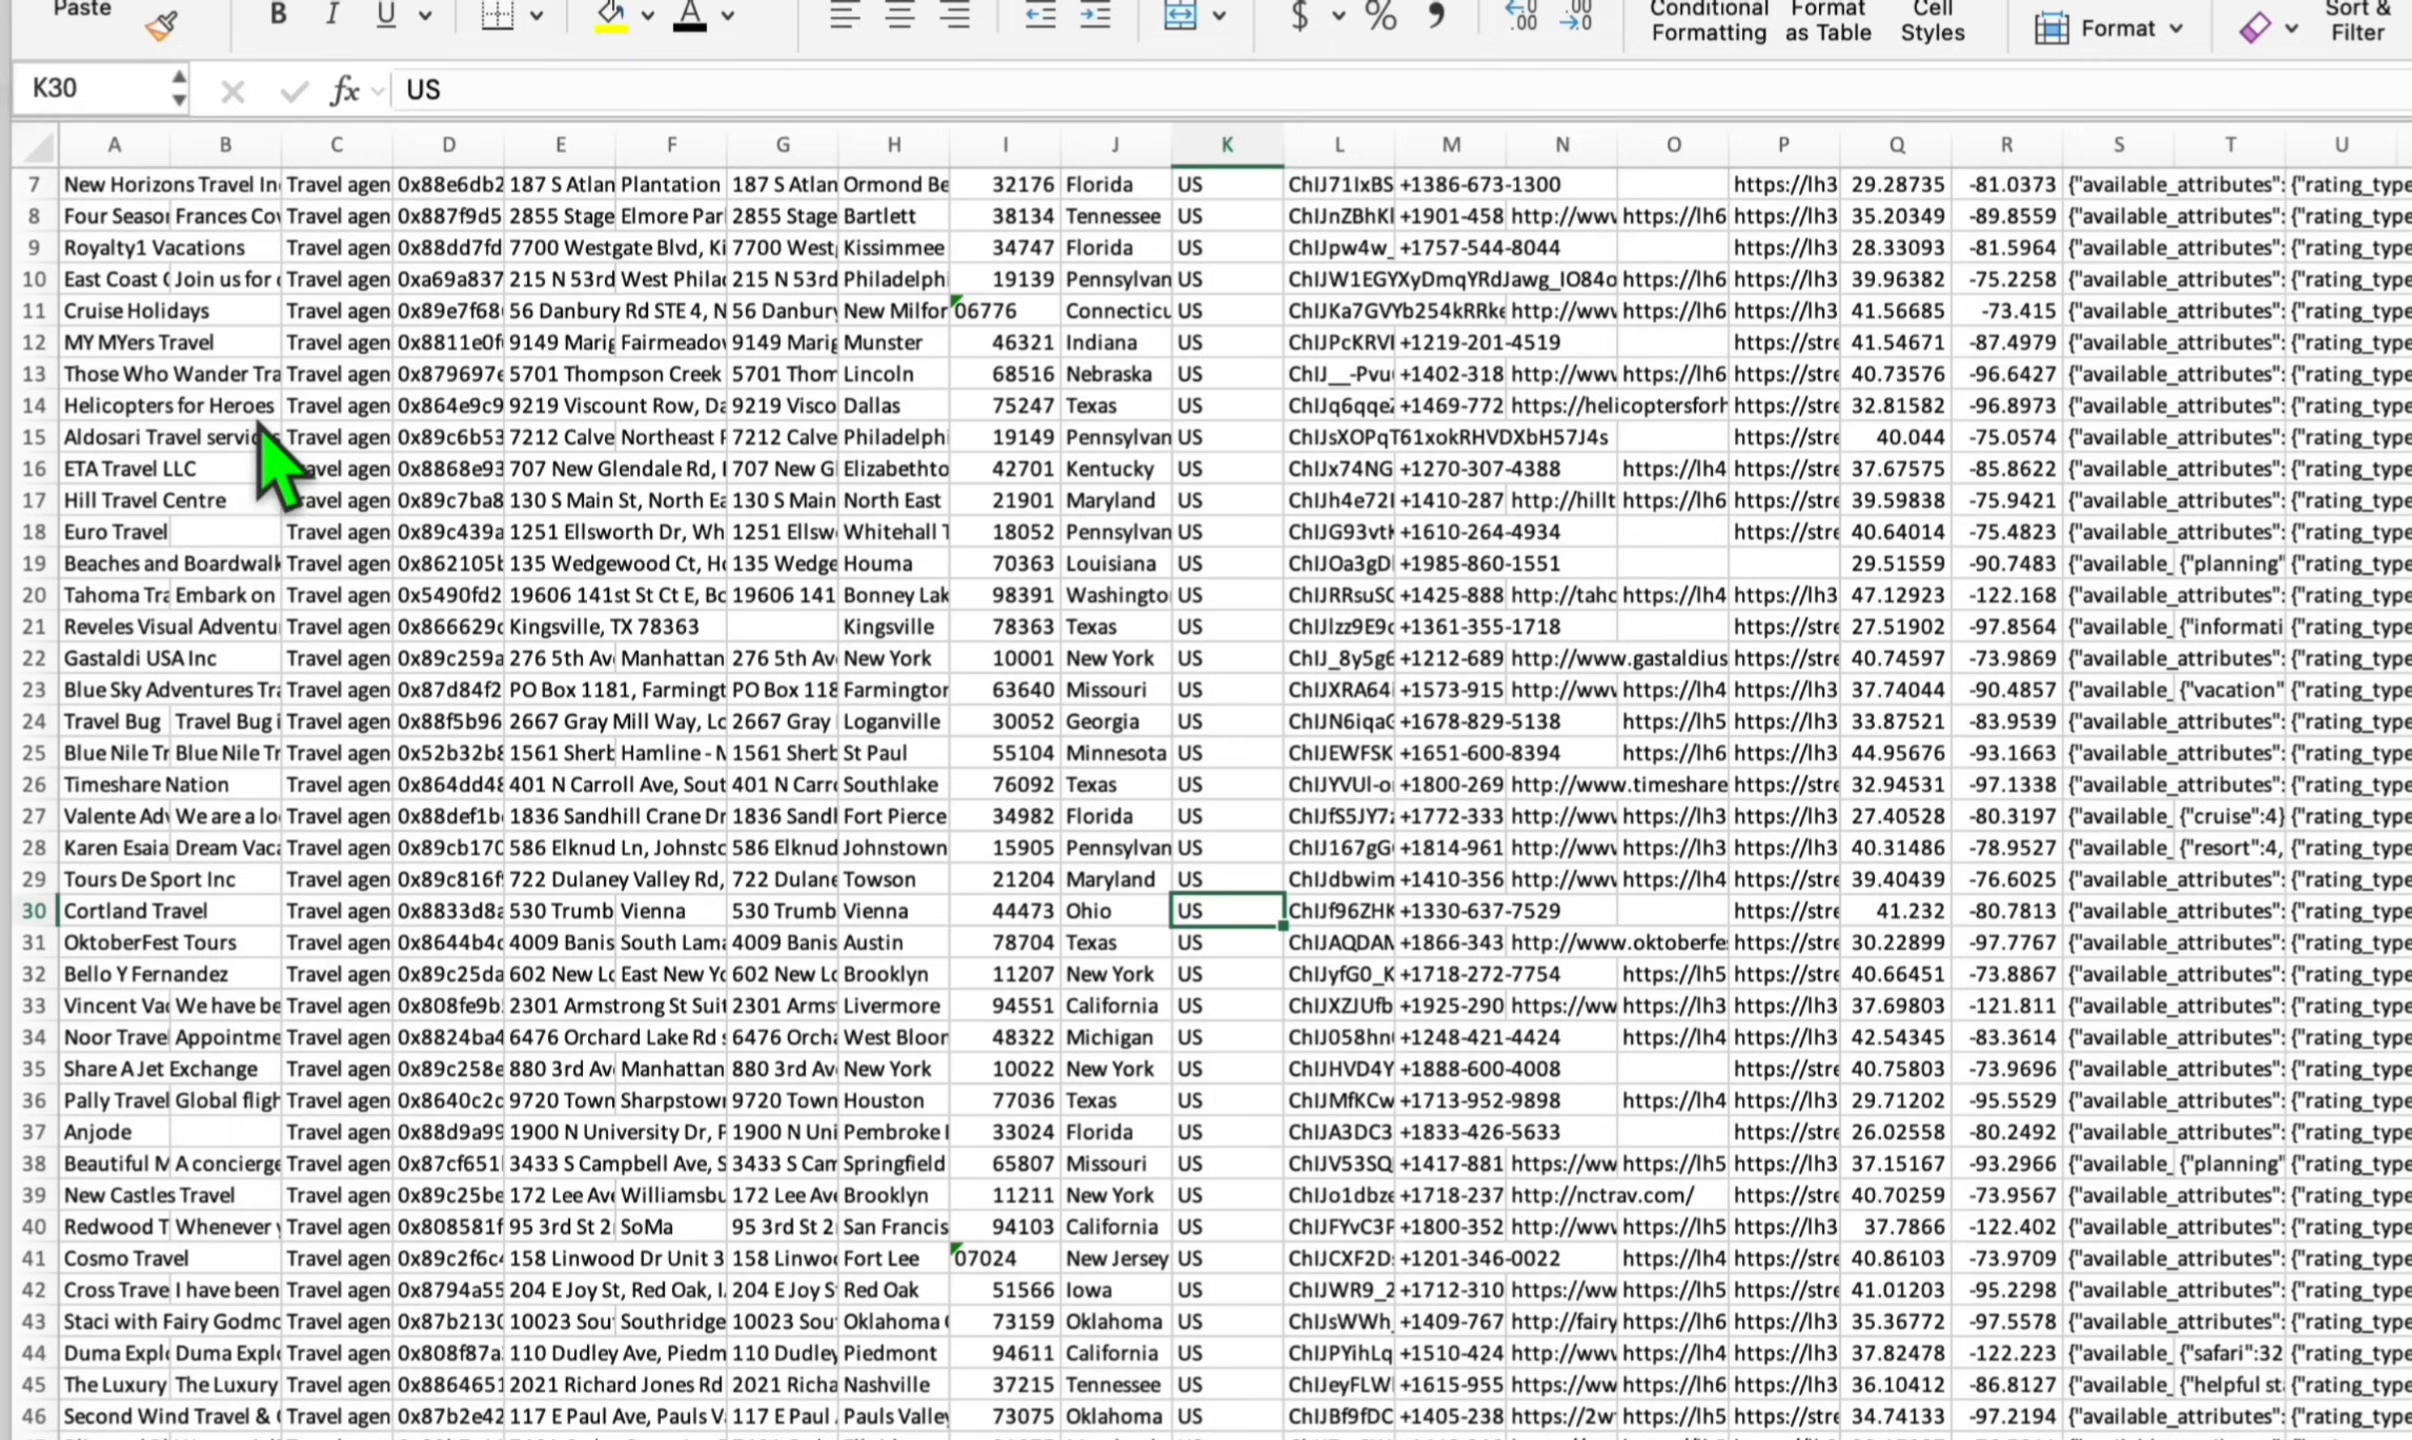 Paste B I U A $ % 9 .00 .0 Conditional Formatting Format as Table Cell Styles Format Sort & Filter
K30 fx US
A B C D E F G H I J K L M N O P Q R S T U
7 New Horizons Travel In Travel agen 0x88e6db2 187 S Atlan Plantation 187 S Atlan Ormond Be 32176 Florida US ChIJ71IxBS +1386-673-1300 https://lh3 29.28735 -81.0373 {"available_attributes": {"rating_type
8 Four Season Frances Cov Travel agen 0x887f9d5 2855 Stage Elmore Par 2855 Stage Bartlett 38134 Tennessee US ChIJnZBhKl +1901-458 http://www https://lh6 35.20349 -89.8559 {"available_attributes": {"rating_type
9 Royalty1 Vacations Travel agen 0x88dd7fd 7700 Westgate Blvd, Ki 7700 West Kissimmee 34747 Florida US ChIJpw4w_ +1757-544-8044 https://lh3 28.33093 -81.5964 {"available_attributes": {"rating_type
10 East Coast Join us for Travel agen 0xa69a837 215 N 53rd West Philad 215 N 53rd Philadelphi 19139 Pennsylvan US ChIJW1EGYXyDmqYRdJawg_IO84o https://lh6 39.96382 -75.2258 {"available_attributes": {"rating_type
11 Cruise Holidays Travel agen 0x89e7f68 56 Danbury Rd STE 4, N 56 Danbury New Milfor 06776 Connecticu US ChIJKa7GVYb254kRRke http://www https://lh6 41.56685 -73.415 {"available_attributes": {"rating_type
12 MY MYers Travel Travel agen 0x8811e0f 9149 Marig Fairmeadow 9149 Marig Munster 46321 Indiana US ChIJPcKRVI +1219-201-4519 https://stre 41.54671 -87.4979 {"available_attributes": {"rating_type
13 Those Who Wander Tra Travel agen 0x879697e 5701 Thompson Creek 5701 Thom Lincoln 68516 Nebraska US ChIJ__-Pvu +1402-318 http://www https://lh6 https://stre 40.73576 -96.6427 {"available_attributes": {"rating_type
14 Helicopters for Heroes Travel agen 0x864e9c9 9219 Viscount Row, Da 9219 Visco Dallas 75247 Texas US ChIJq6qqe +1469-772 https://helicoptersforh https://stre 32.81582 -96.8973 {"available_attributes": {"rating_type
15 Aldosari Travel servic Travel agen 0x89c6b53 7212 Calve Northeast 7212 Calve Philadelphi 19149 Pennsylvan US ChIJsXOPqT61xokRHVDXbH57J4s https://stre 40.044 -75.0574 {"available_attributes": {"rating_type
16 ETA Travel LLC avel agen 0x8868e93 707 New Glendale Rd, 707 New G Elizabethto 42701 Kentucky US ChIJx74NG +1270-307-4388 https://lh4 https://stre 37.67575 -85.8622 {"available_attributes": {"rating_type
17 Hill Travel Centre ravel agen 0x89c7ba8 130 S Main St, North Ea 130 S Main North East 21901 Maryland US ChIJh4e72 +1410-287 http://hillt https://lh6 https://stre 39.59838 -75.9421 {"available_attributes": {"rating_type
18 Euro Travel Travel agen 0x89c439a 1251 Ellsworth Dr, Wh 1251 Ellsw Whitehall T 18052 Pennsylvan US ChIJG93vt +1610-264-4934 https://stre 40.64014 -75.4823 {"available_attributes": {"rating_type
19 Beaches and Boardwalk Travel agen 0x862105b 135 Wedgewood Ct, Ho 135 Wedge Houma 70363 Louisiana US ChIJOa3gD +1985-860-1551 29.51559 -90.7483 {"available_ {"planning" {"rating_type
20 Tahoma Tra Embark on Travel agen 0x5490fd2 19606 141st St Ct E, Bo 19606 141 Bonney Lak 98391 Washingto US ChIJRRsuSC +1425-888 http://taho https://lh4 https://lh3 47.12923 -122.168 {"available_attributes": {"rating_type
21 Reveles Visual Adventu Travel agen 0x866629c Kingsville, TX 78363 Kingsville 78363 Texas US ChIJlzz9E9c +1361-355-1718 https://stre 27.51902 -97.8564 {"available_ {"informati {"rating_type
22 Gastaldi USA Inc Travel agen 0x89c259a 276 5th Av Manhattan 276 5th Av New York 10001 New York US ChIJ_8y5g6 +1212-689 http://www.gastaldius https://stre 40.74597 -73.9869 {"available_attributes": {"rating_type
23 Blue Sky Adventures Tra Travel agen 0x87d84f2 PO Box 1181, Farmingt PO Box 118 Farmington 63640 Missouri US ChIJXRA64 +1573-915 http://www https://lh4 https://lh3 37.74044 -90.4857 {"available_ {"vacation" {"rating_type
24 Travel Bug Travel Bug i Travel agen 0x88f5b96 2667 Gray Mill Way, Lo 2667 Gray Loganville 30052 Georgia US ChIJN6iqaG +1678-829-5138 https://lh5 https://lh3 33.87521 -83.9539 {"available_attributes": {"rating_type
25 Blue Nile Tr Blue Nile Tr Travel agen 0x52b32b8 1561 Sherb Hamline - M 1561 Sherb St Paul 55104 Minnesota US ChIJEWFSK +1651-600-8394 https://lh6 https://lh3 44.95676 -93.1663 {"available_attributes": {"rating_type
26 Timeshare Nation Travel agen 0x864dd48 401 N Carroll Ave, Sout 401 N Carr Southlake 76092 Texas US ChIJYVUl-o +1800-269 http://www.timeshare https://stre 32.94531 -97.1338 {"available_attributes": {"rating_type
27 Valente Adv We are a lo Travel agen 0x88def1b 1836 Sandhill Crane Dr 1836 Sandl Fort Pierce 34982 Florida US ChIJfS5JY7 +1772-333 http://www https://lh3 https://lh3 27.40528 -80.3197 {"available_ {"cruise":4} {"rating_type
28 Karen Esaia Dream Vaca Travel agen 0x89cb170 586 Elknud Ln, Johnsto 586 Elknud Johnstown 15905 Pennsylvan US ChIJ167gG +1814-961 http://www https://lh3 https://lh3 40.31486 -78.9527 {"available_ {"resort":4, {"rating_type
29 Tours De Sport Inc Travel agen 0x89c816f 722 Dulaney Valley Rd, 722 Dulane Towson 21204 Maryland US ChIJdbwim +1410-356 http://www https://lh4 https://stre 39.40439 -76.6025 {"available_attributes": {"rating_type
30 Cortland Travel Travel agen 0x8833d8a 530 Trumb Vienna 530 Trumb Vienna 44473 Ohio US ChIJf96ZHK +1330-637-7529 https://stre 41.232 -80.7813 {"available_attributes": {"rating_type
31 OktoberFest Tours Travel agen 0x8644b4c 4009 Banis South Lama 4009 Banis Austin 78704 Texas US ChIJAQDAN +1866-343 http://www.oktoberfe https://stre 30.22899 -97.7767 {"available_attributes": {"rating_type
32 Bello Y Fernandez Travel agen 0x89c25da 602 New Lo East New Yo 602 New Lo Brooklyn 11207 New York US ChIJyfG0_K +1718-272-7754 https://lh5 https://stre 40.66451 -73.8867 {"available_attributes": {"rating_type
33 Vincent Vac We have be Travel agen 0x808fe9b 2301 Armstrong St Suit 2301 Arms Livermore 94551 California US ChIJXZJUfb +1925-290 https://ww https://lh3 https://lh3 37.69803 -121.811 {"available_attributes": {"rating_type
34 Noor Trave Appointme Travel agen 0x8824ba4 6476 Orchard Lake Rd 6476 Orcha West Bloor 48322 Michigan US ChIJ058hn +1248-421-4424 https://lh4 https://lh3 42.54345 -83.3614 {"available_attributes": {"rating_type
35 Share A Jet Exchange Travel agen 0x89c258e 880 3rd Av Manhattan 880 3rd Av New York 10022 New York US ChIJHVD4Y +1888-600-4008 https://stre 40.75803 -73.9696 {"available_attributes": {"rating_type
36 Pally Travel Global fligh Travel agen 0x8640c2c 9720 Town Sharpstown 9720 Town Houston 77036 Texas US ChIJMfKCw +1713-952-9898 https://lh4 https://lh3 29.71202 -95.5529 {"available_attributes": {"rating_type
37 Anjode Travel agen 0x88d9a99 1900 N University Dr, P 1900 N Uni Pembroke 33024 Florida US ChIJA3DC3 +1833-426-5633 https://stre 26.02558 -80.2492 {"available_attributes": {"rating_type
38 Beautiful M A concierge Travel agen 0x87cf651 3433 S Campbell Ave, S 3433 S Cam Springfield 65807 Missouri US ChIJV53SQ +1417-881 https://ww https://lh5 https://lh3 37.15167 -93.2966 {"available_ {"planning" {"rating_type
39 New Castles Travel Travel agen 0x89c25be 172 Lee Ave Williamsbu 172 Lee Ave Brooklyn 11211 New York US ChIJo1dbze +1718-237 http://nctrav.com/ https://stre 40.70259 -73.9567 {"available_attributes": {"rating_type
40 Redwood T Whenever y Travel agen 0x808581f 95 3rd St 2 SoMa 95 3rd St 2 San Francis 94103 California US ChIJFYvC3F +1800-352 http://www https://lh5 https://lh3 37.7866 -122.402 {"available_attributes": {"rating_type
41 Cosmo Travel Travel agen 0x89c2f6c 158 Linwood Dr Unit 3 158 Linwo Fort Lee 07024 New Jersey US ChIJCXF2D +1201-346-0022 https://lh4 https://stre 40.86103 -73.9709 {"available_attributes": {"rating_type
42 Cross Trave I have been Travel agen 0x8794a55 204 E Joy St, Red Oak, I 204 E Joy S Red Oak 51566 Iowa US ChIJWR9_2 +1712-310 https://ww https://lh5 https://lh3 41.01203 -95.2298 {"available_attributes": {"rating_type
43 Staci with Fairy Godmo Travel agen 0x87b2130 10023 Sou Southridge 10023 Sou Oklahoma 73159 Oklahoma US ChIJsWWh +1409-767 http://fairy https://lh6 https://lh3 35.36772 -97.5578 {"available_attributes": {"rating_type
44 Duma Explo Duma Explo Travel agen 0x808f87a 110 Dudley Ave, Piedm 110 Dudley Piedmont 94611 California US ChIJPYihLq +1510-424 http://www https://lh4 https://lh3 37.82478 -122.223 {"available_ {"safari":32 {"rating_type
45 The Luxury The Luxury Travel agen 0x8864651 2021 Richard Jones Rd 2021 Richa Nashville 37215 Tennessee US ChIJeyFLW +1615-955 https://ww https://lh6 https://lh3 36.10412 -86.8127 {"available_ {"helpful st {"rating_type
46 Second Wind Travel & Travel agen 0x87b2e42 117 E Paul Ave, Pauls V 117 E Paul Pauls Valley 73075 Oklahoma US ChIJBf9fDC +1405-238 https://2w https://lh5 https://stre 34.74133 -97.2194 {"available_attributes": {"rating_type